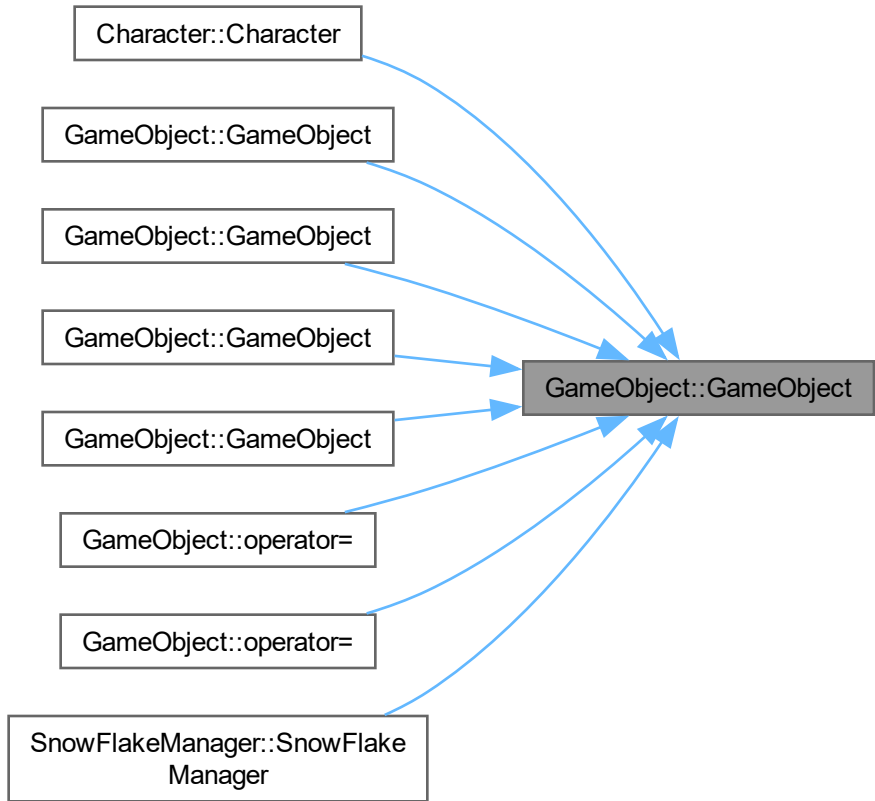 Character::Character
GameObject::GameObject
GameObject::GameObject
GameObject::GameObject
GameObject::GameObject
GameObject::GameObject
GameObject::operator=
GameObject::operator=
SnowFlakeManager::SnowFlake
Manager